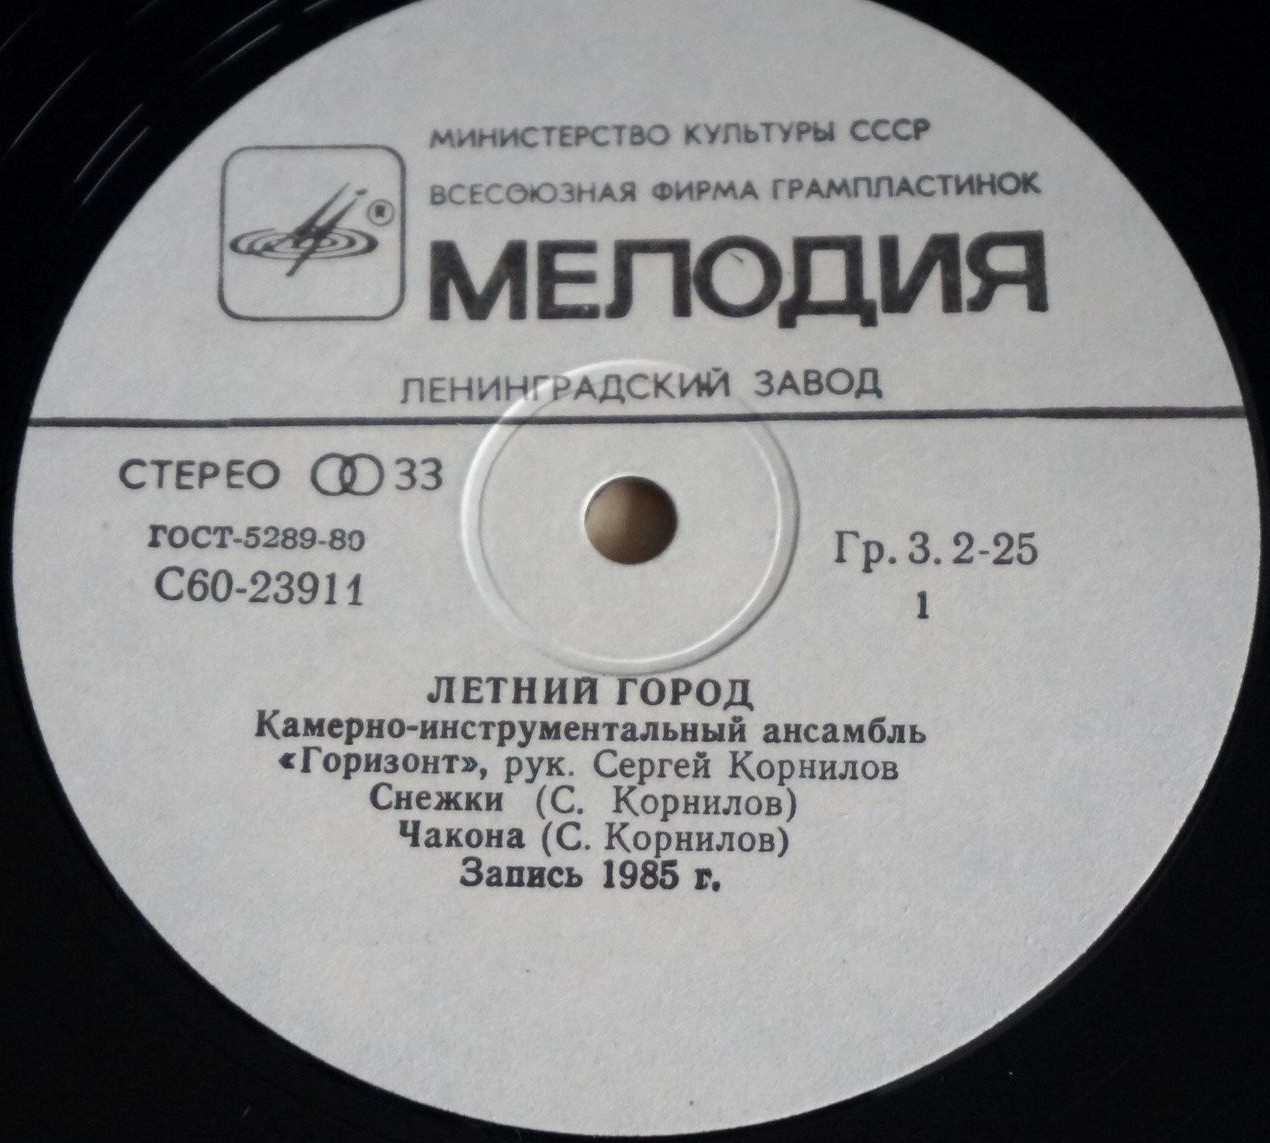 МИНИСТЕРСТВО КУЛЬТУРЫ СССР
ВСЕСОЮЗНАЯ ФИРМА ГРАМПЛАСТИНОК
®
МЕЛОДИЯ
ЛЕНИНГРАДСКИЙ ЗАВОД
СТЕРЕО 33
ГОСТ-5289-80
С60-23911
Гр. 3. 2-25
1
ЛЕТНИЙ ГОРОД
Камерно-инструментальный ансамбль
«Горизонт», рук. Сергей Корнилов
Снежки (С. Корнилов)
Чакона (С. Корнилов)
Запись 1985 г.